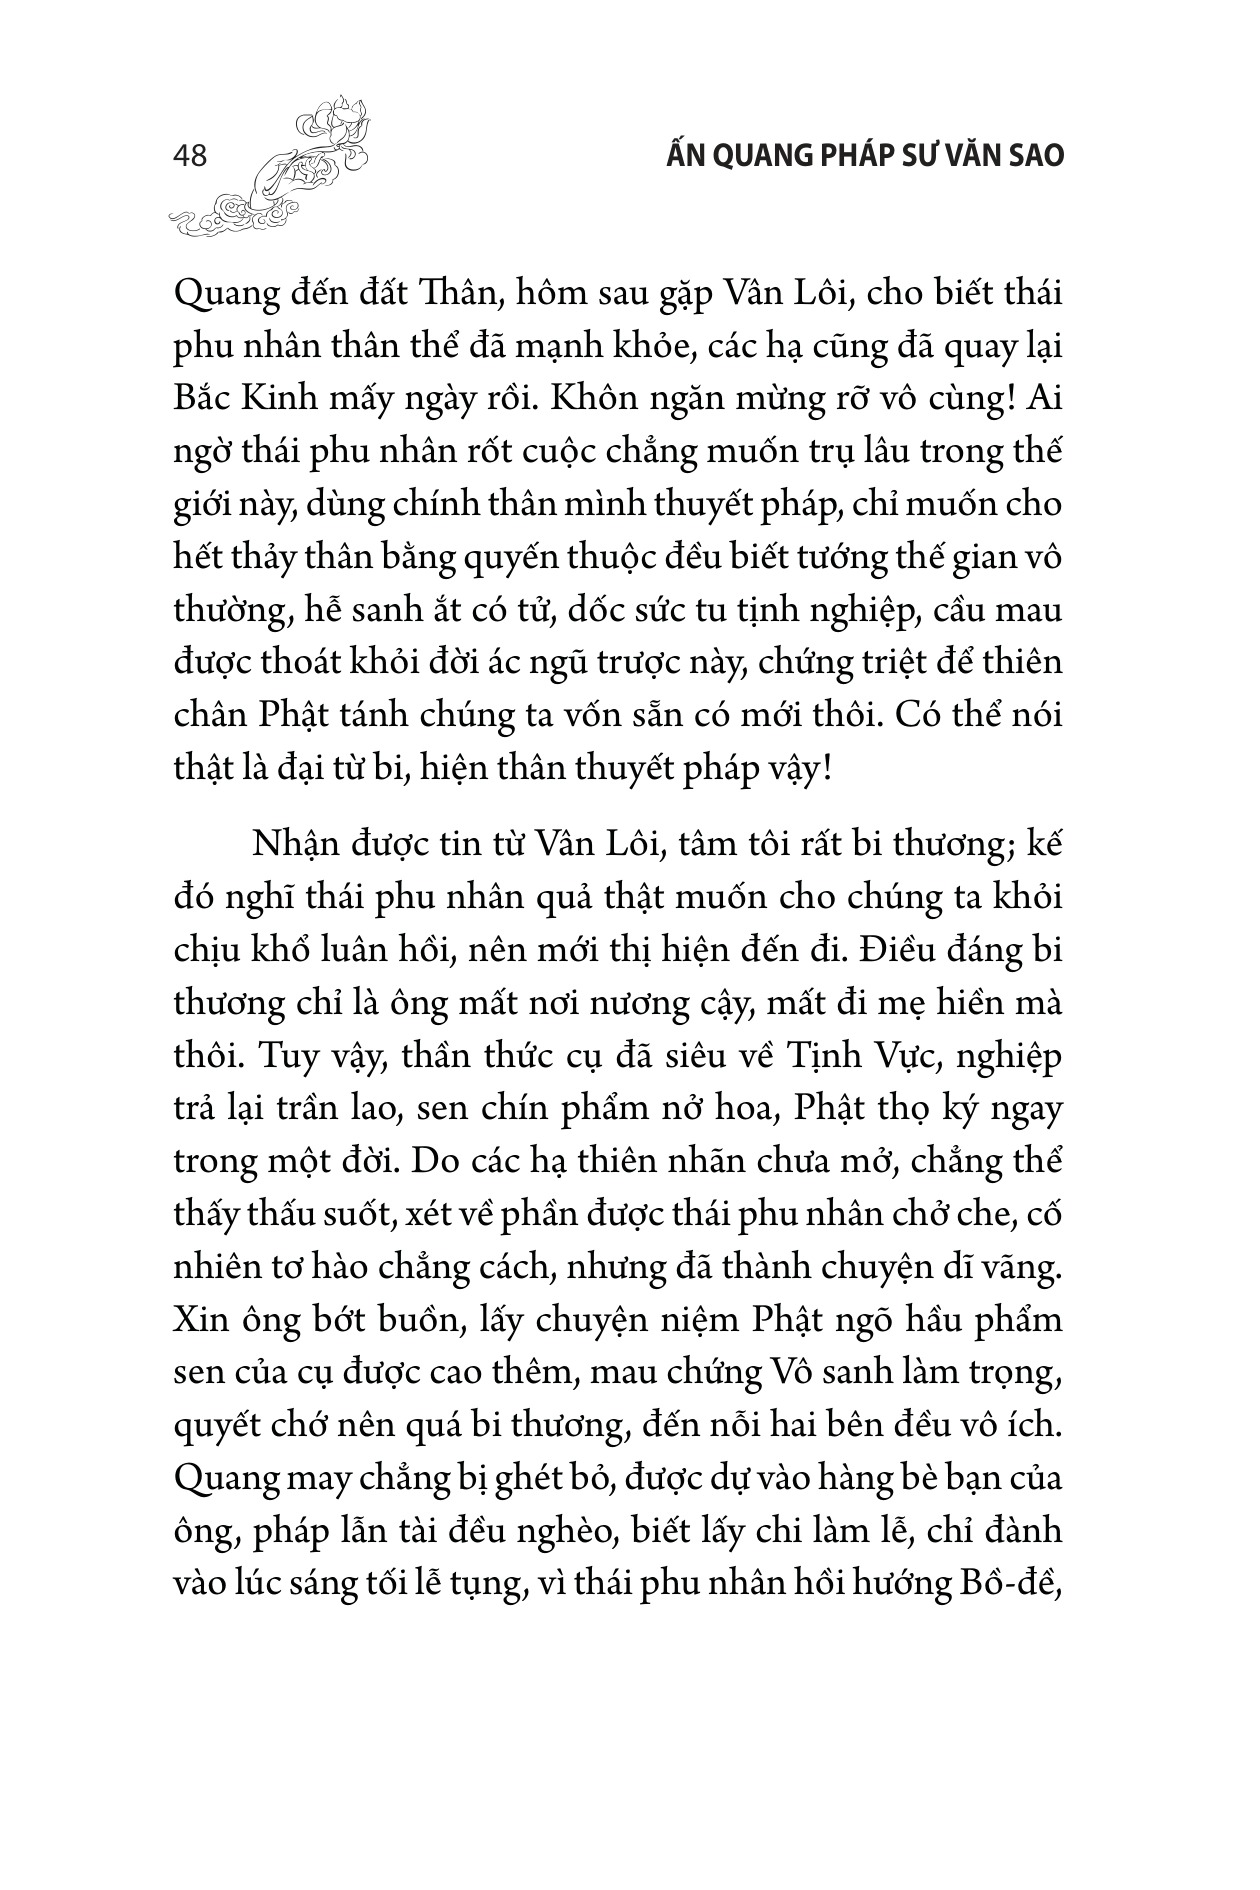 48
ẤN QUANG PHÁP SƯ VĂN SAO
Quang đến đất Thân, hôm sau gặp Vân Lôi, cho biết thái
phu nhân thân thể đã mạnh khỏe, các hạ cũng đã quay lại
Bắc Kinh mấy ngày rồi. Khôn ngăn mừng rỡ vô cùng! Ai
ngờ thái phu nhân rốt cuộc chẳng muốn trụ lâu trong thế
giới này, dùng chính thân mình thuyết pháp, chỉ muốn cho
hết thảy thân bằng quyến thuộc đều biết tướng thế gian vô
thường, hễ sanh ắt có tử, dốc sức tu tịnh nghiệp, cầu mau
được thoát khỏi đời ác ngũ trược này, chứng triệt để thiên
chân Phật tánh chúng ta vốn sẵn có mới thôi. Có thể nói
thật là đại từ bi, hiện thân thuyết pháp vậy!
Nhận được tin từ Vân Lôi, tâm tôi rất bi thương; kế
đó nghĩ thái phu nhân quả thật muốn cho chúng ta khỏi
chịu khổ luân hồi, nên mới thị hiện đến đi. Điều đáng bi
thương chỉ là ông mất nơi nương cậy, mất đi mẹ hiền mà
thôi. Tuy vậy, thần thức cụ đã siêu về Tịnh Vực, nghiệp
trả lại trần lao, sen chín phẩm nở hoa, Phật thọ ký ngay
trong một đời. Do các hạ thiên nhãn chưa mở, chẳng thể
thấy thấu suốt, xét về phần được thái phu nhân chở che, cố
nhiên tơ hào chẳng cách, nhưng đã thành chuyện dĩ vãng.
Xin ông bớt buồn, lấy chuyện niệm Phật ngõ hầu phẩm
sen của cụ được cao thêm, mau chứng Vô sanh làm trọng,
quyết chớ nên quá bi thương, đến nỗi hai bên đều vô ích.
Quang may chẳng bị ghét bỏ, được dự vào hàng bè bạn của
ông, pháp lẫn tài đều nghèo, biết lấy chi làm lễ, chỉ đành
vào lúc sáng tối lễ tụng, vì thái phu nhân hồi hướng Bồ-đề,